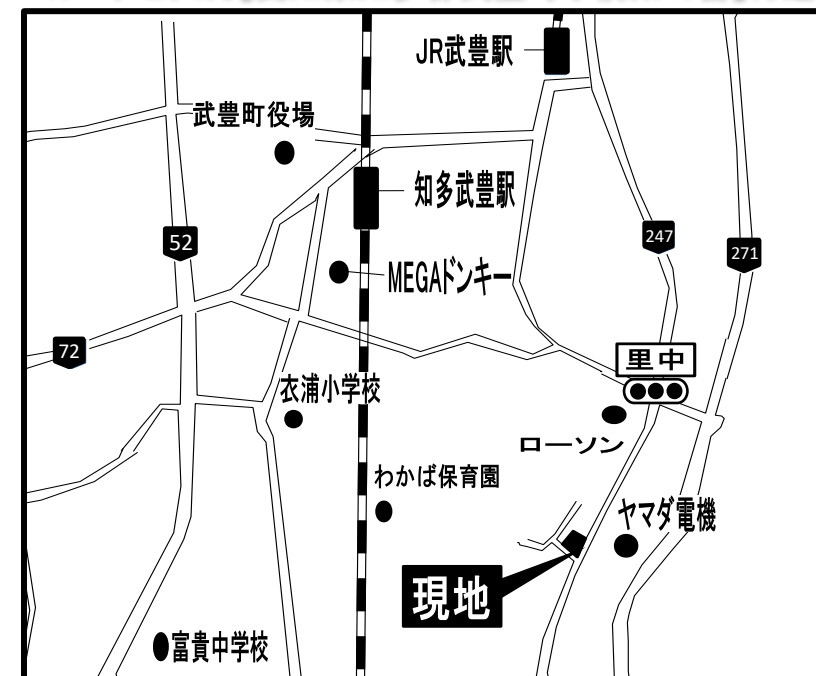 JR武豊駅
武豊町役場
知多武豊駅
52
247
271
MEGAドンキー
72
里中
衣浦小学校
ローソン
わかば保育園
ヤマダ電機
現地
富貴中学校